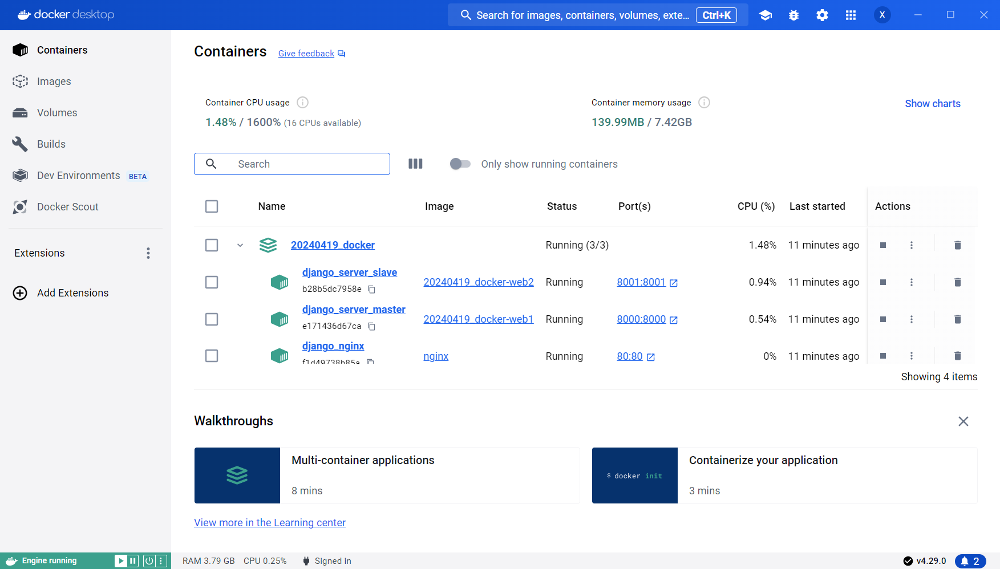 docker desktop
Search for images, containers, volumes, exte... Ctrl+K
X
Containers
Images
Volumes
Builds
Dev Environments BETA
Docker Scout
Extensions
Add Extensions
Containers Give feedback
Container CPU usage
1.48% / 1600% (16 CPUs available)
Container memory usage
139.99MB / 7.42GB
Show charts
Search
Only show running containers
Name Image Status Port(s) CPU (%) Last started Actions
20240419_docker Running (3/3) 1.48% 11 minutes ago
django_server_slave
b28b5dc7958e
20240419_docker-web2 Running 8001:8001 0.94% 11 minutes ago
django_server_master
e171436d67ca
20240419_docker-web1 Running 8000:8000 0.54% 11 minutes ago
django_nginx
f1d49738b85a
nginx Running 80:80 0% 11 minutes ago
Showing 4 items
Walkthroughs
Multi-container applications
8 mins
$ docker init
Containerize your application
3 mins
View more in the Learning center
Engine running
RAM 3.79 GB CPU 0.25% Signed in
v4.29.0
2